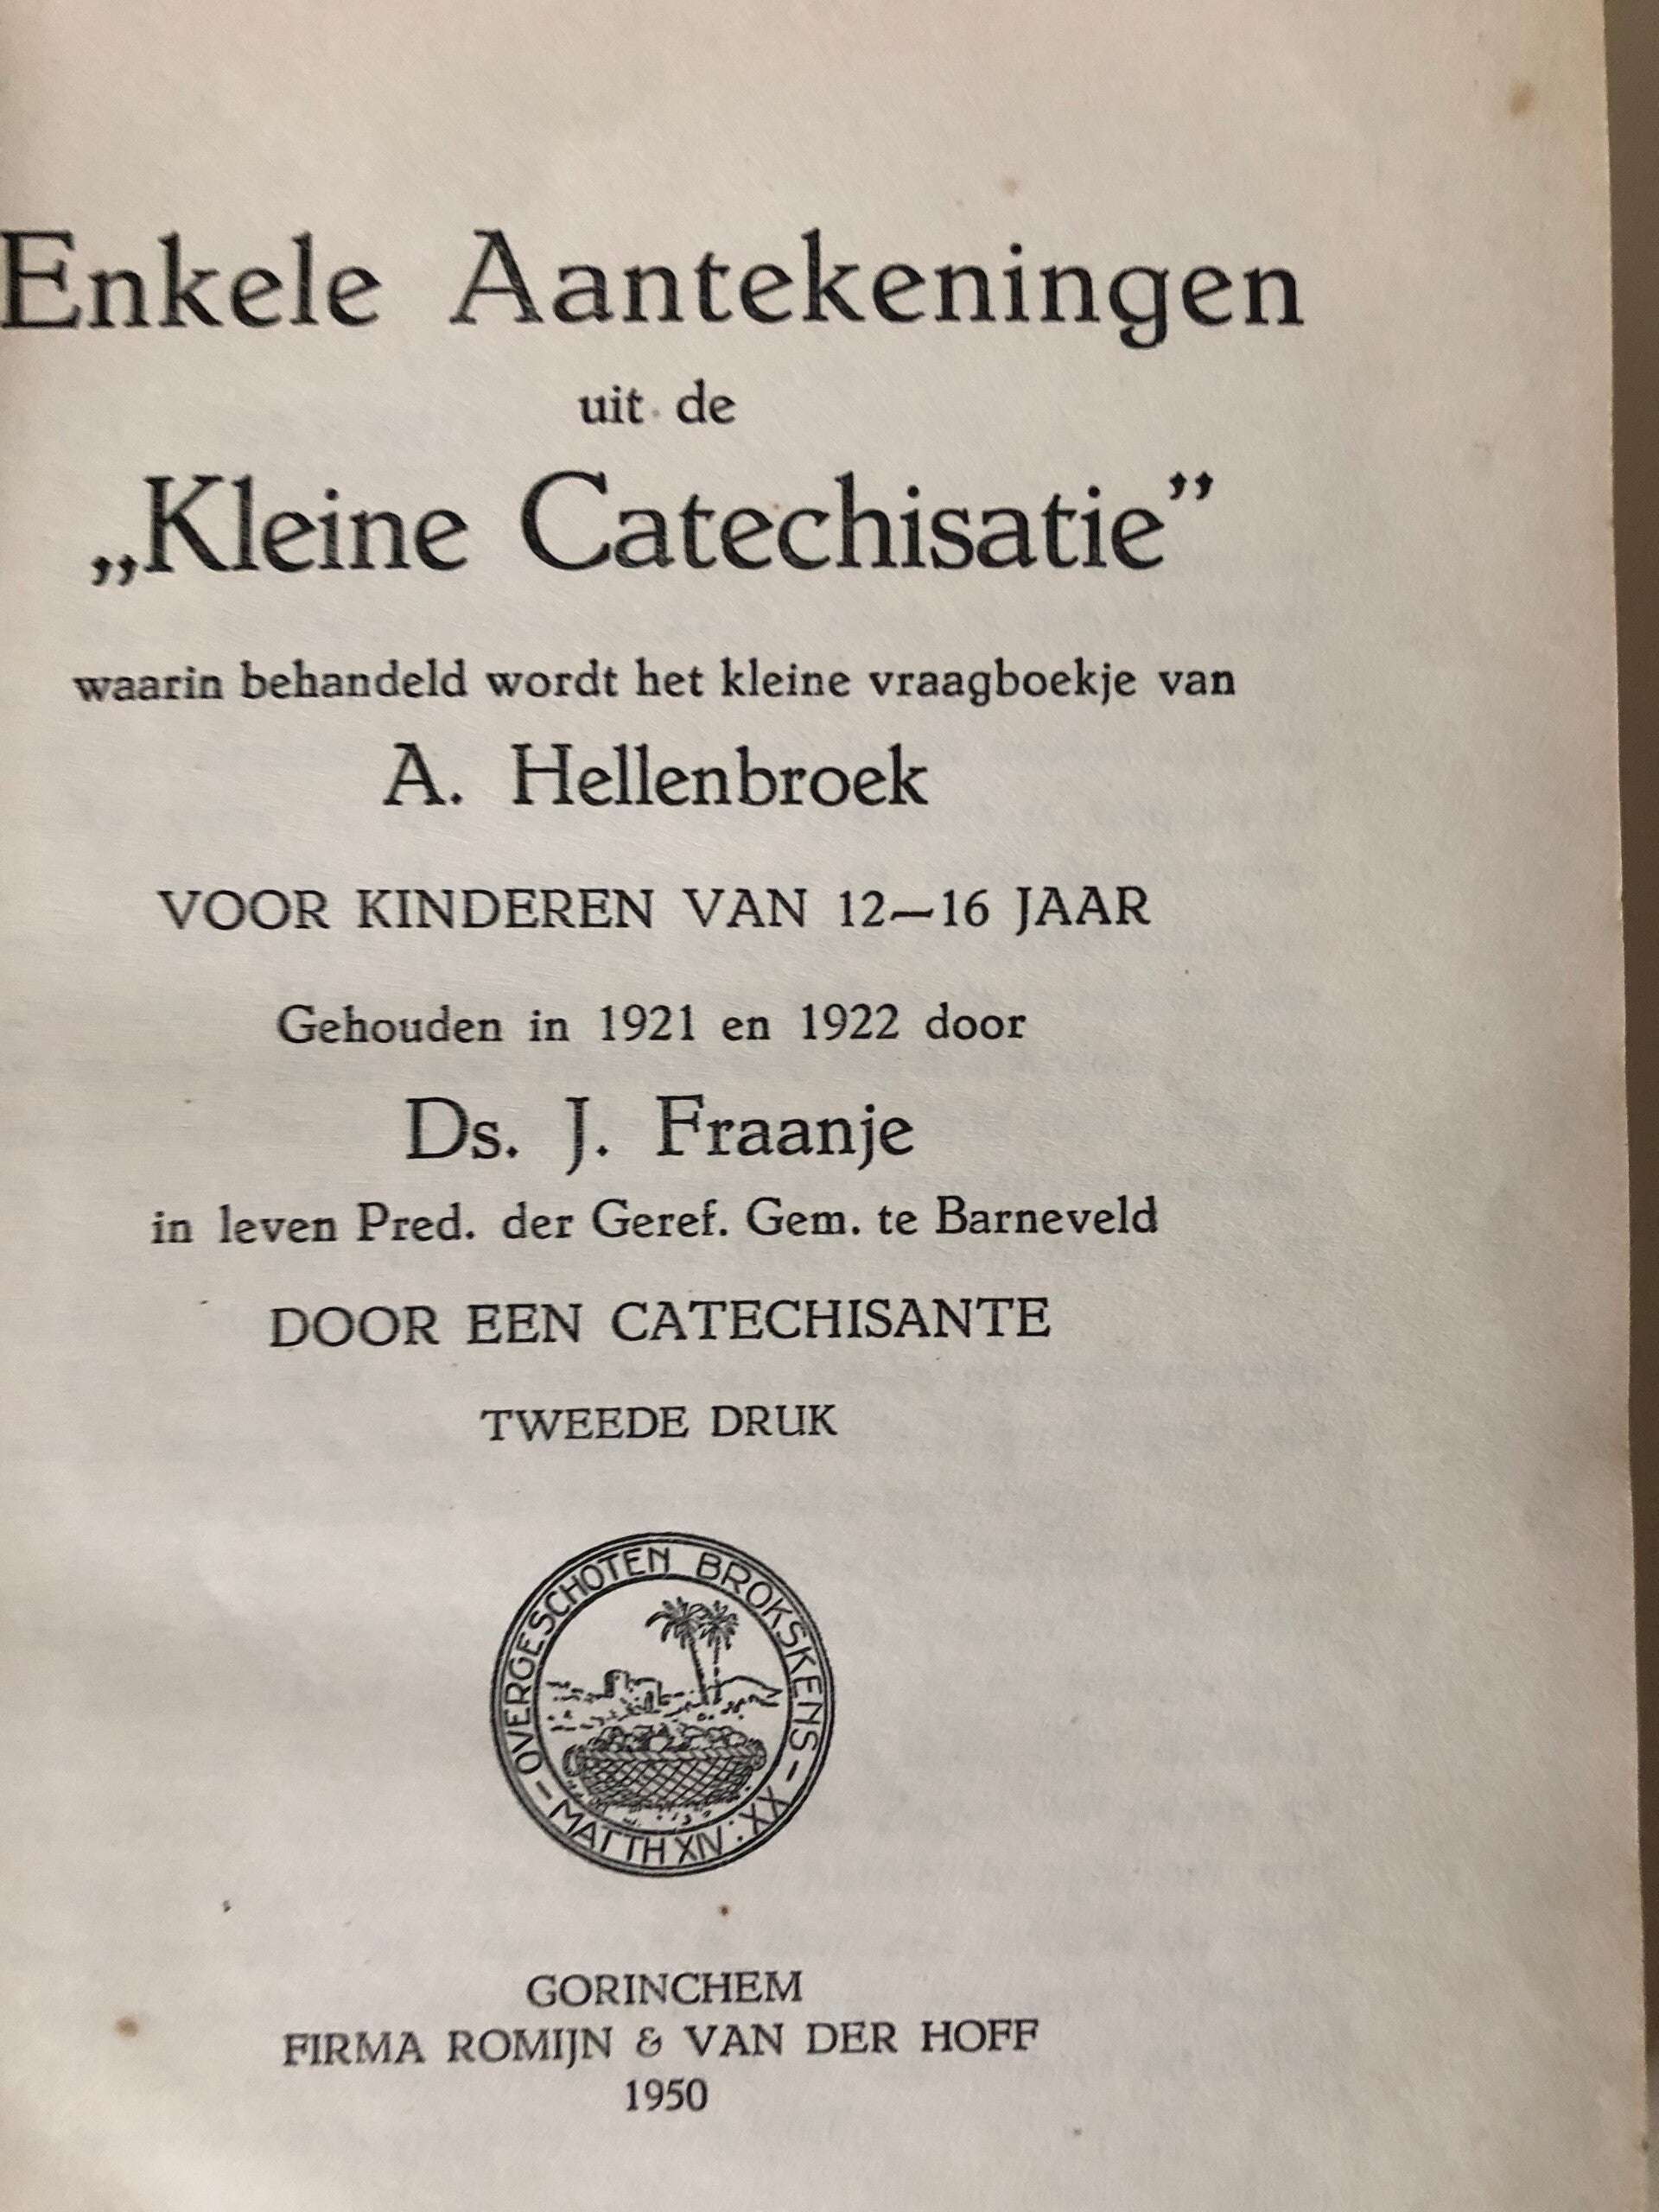 Enkele Aantekeningen
uit de
„Kleine Catechisatie”
waarin behandeld wordt het kleine vraagboekje van
A. Hellenbroek
VOOR KINDEREN VAN 12—16 JAAR
Gehouden in 1921 en 1922 door
Ds. J. Fraanje
in leven Pred. der Geref. Gem. te Barneveld
DOOR EEN CATECHISANTE
TWEEDE DRUK
OVERGESCHOTEN BROKSKENS –
MATTH XIV : XX –
GORINCHEM
FIRMA ROMIJN & VAN DER HOFF
1950